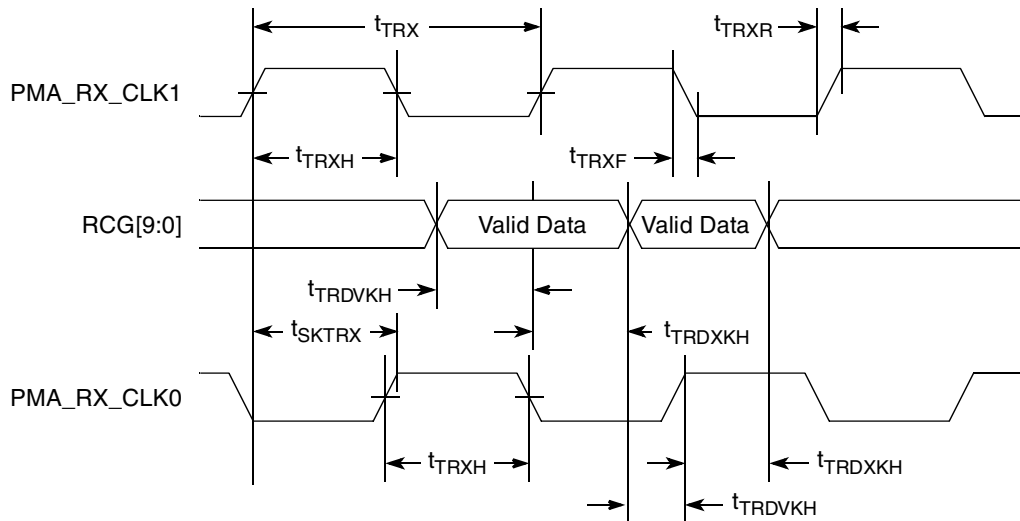 tTRX
tTRXR
PMA_RX_CLK1
tTRXH
tTRXF
RCG[9:0]
Valid Data
Valid Data
tTRDVKH
tSKTRX
tTRDXKH
PMA_RX_CLK0
tTRXH
tTRDXKH
tTRDVKH